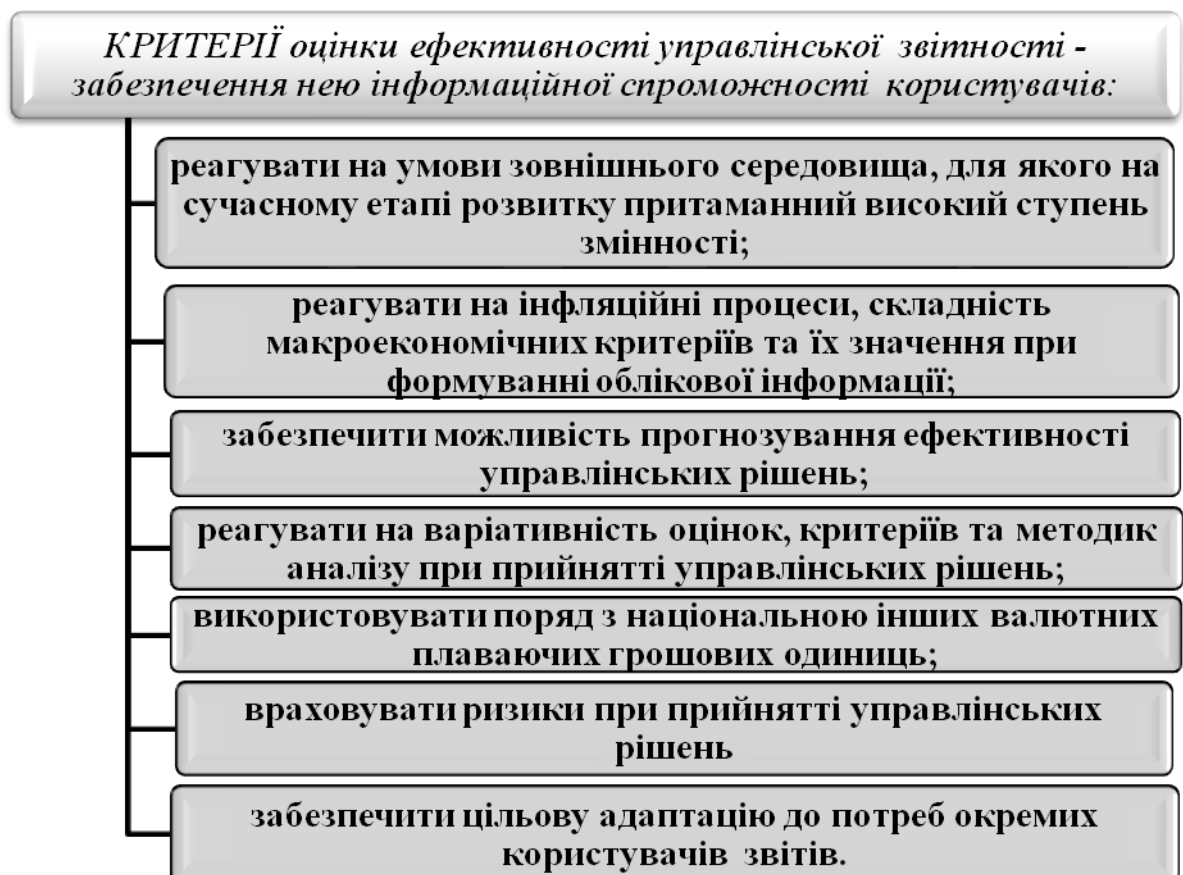 КРИТЕРІЇ оцінки ефективності управлінської звітності -
забезпечення нею інформаційної спроможності користувачів:
реагувати на умови зовнішнього середовища, для якого на
сучасному етапі розвитку притаманний високий ступень
змінності;
реагувати на інфляційні процеси, складність
макроекономічних критеріїв та їх значення при
формуванні облікової інформації;
забезпечити можливість прогнозування ефективності
управлінських рішень;
реагувати на варіативність оцінок, критеріїв та методик
аналізу при прийнятті управлінських рішень;
використовувати поряд з національною інших валютних
плаваючих грошових одиниць;
враховувати ризики при прийнятті управлінських
рішень
забезпечити цільову адаптацію до потреб окремих
користувачів звітів.